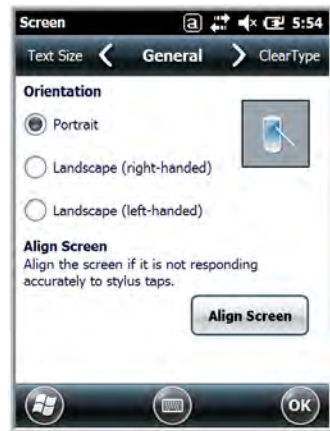 Screen a 5:54
Text Size General ClearType
Orientation
Portrait
Landscape (right-handed)
Landscape (left-handed)
Align Screen
Align the screen if it is not responding
accurately to stylus taps.
Align Screen
OK